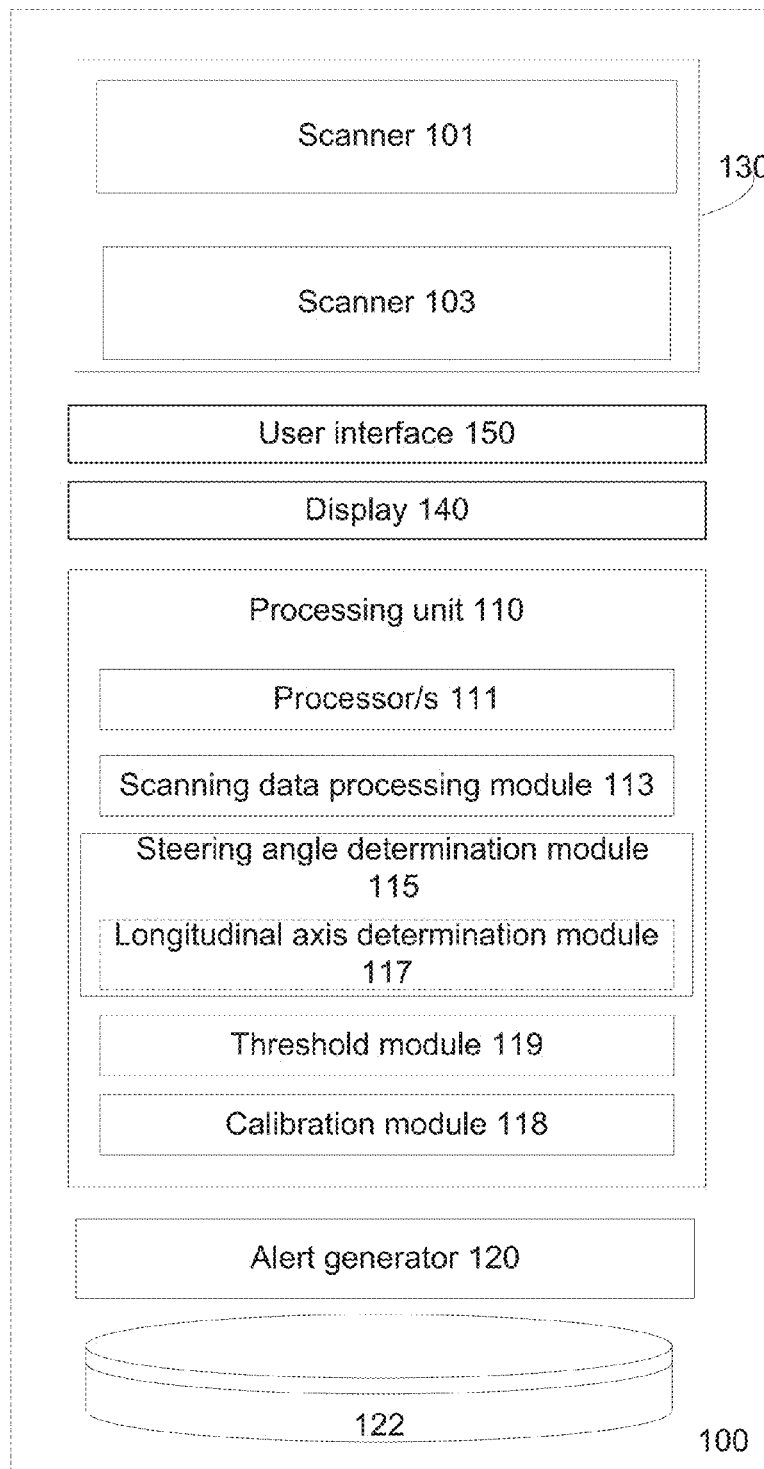 Scanner 101
130
Scanner 103
User interface 150
Display 140
Processing unit 110
Processor/s 111
Scanning data processing module 113
Steering angle determination module
115
Longitudinal axis determination module
117
Threshold module 119
Calibration module 118
Alert generator 120
122
100